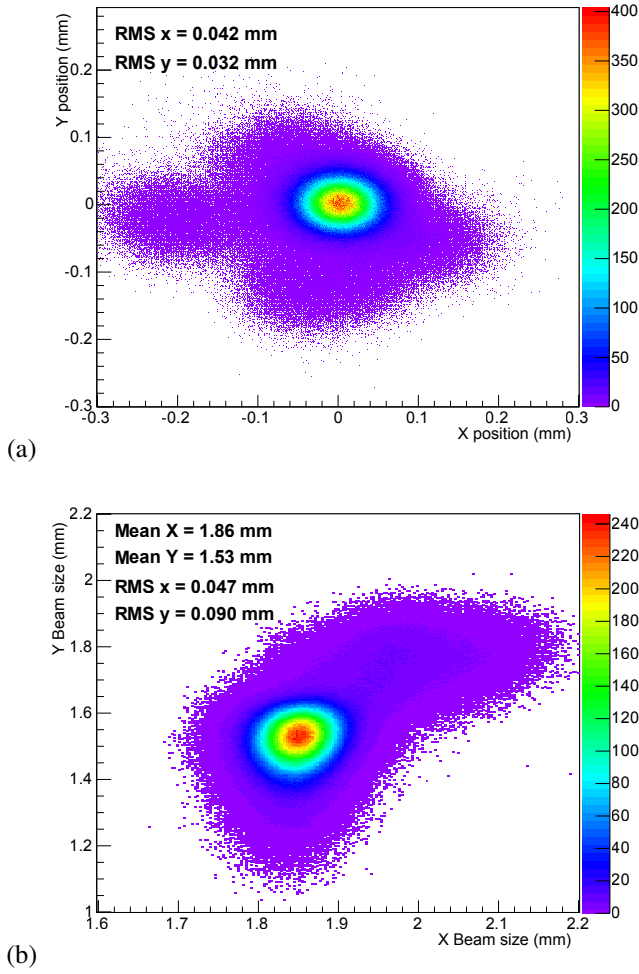 RMS x = 0.042 mm
RMS y = 0.032 mm
Y position (mm)
0.2
0.1
0
-0.1
-0.2
-0.3
-0.3 -0.2 -0.1 0 0.1 0.2 0.3
X position (mm)
400
350
300
250
200
150
100
50
0
(a)
Mean X = 1.86 mm
Mean Y = 1.53 mm
RMS x = 0.047 mm
RMS y = 0.090 mm
Y Beam size (mm)
2.2
2
1.8
1.6
1.4
1.2
1
1.6 1.7 1.8 1.9 2 2.1 2.2
X Beam size (mm)
240
220
200
180
160
140
120
100
80
60
40
20
0
(b)